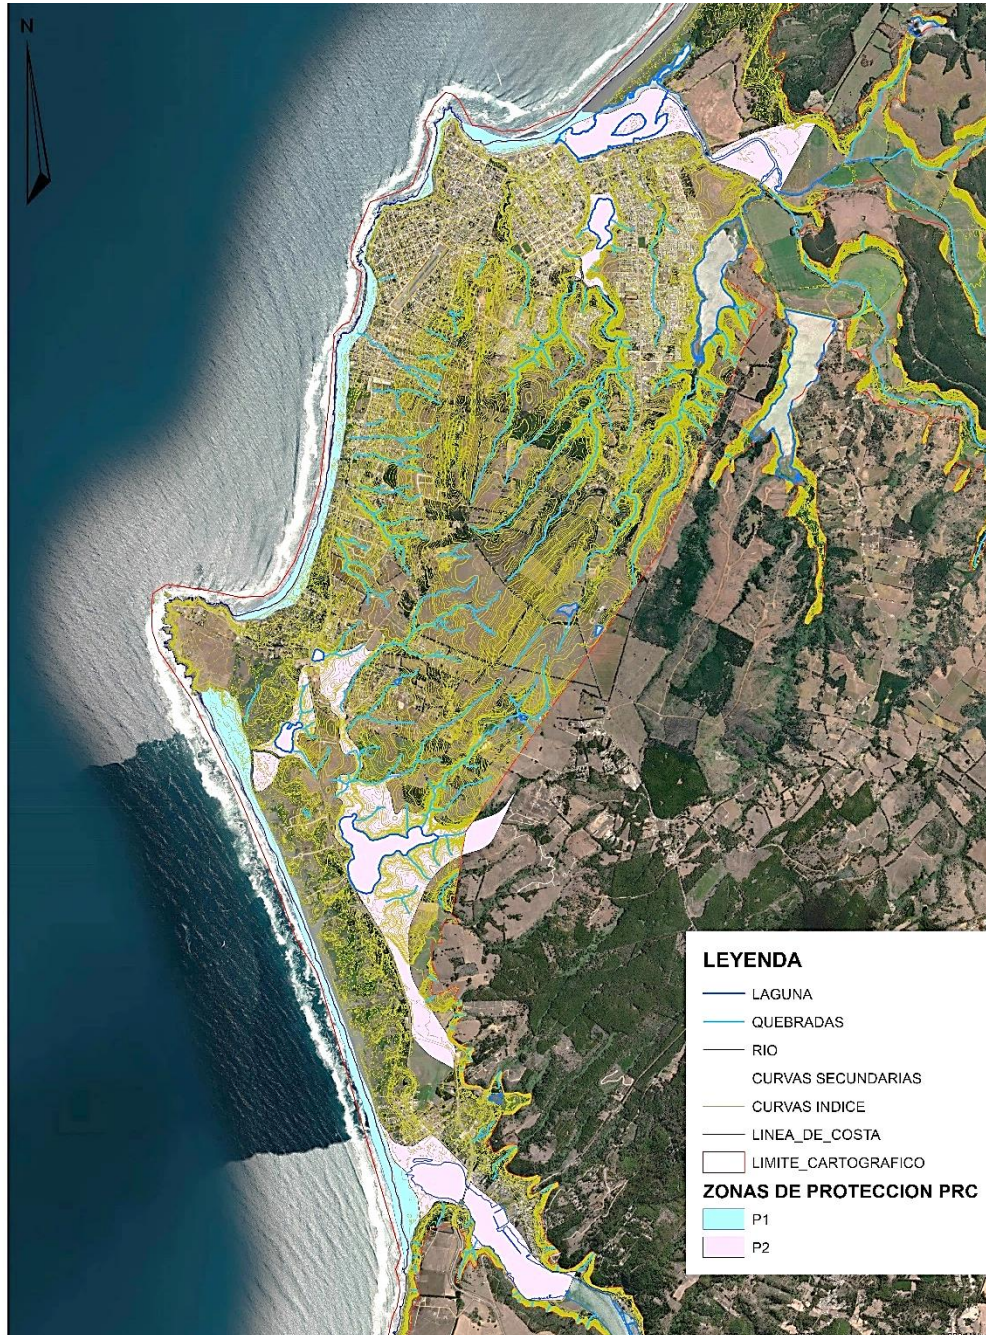 N
LEYENDA
LAGUNA
QUEBRADAS
RIO
CURVAS SECUNDARIAS
CURVAS INDICE
LINEA_DE_COSTA
LIMITE_CARTOGRAFICO
ZONAS DE PROTECCION PRC
P1
P2